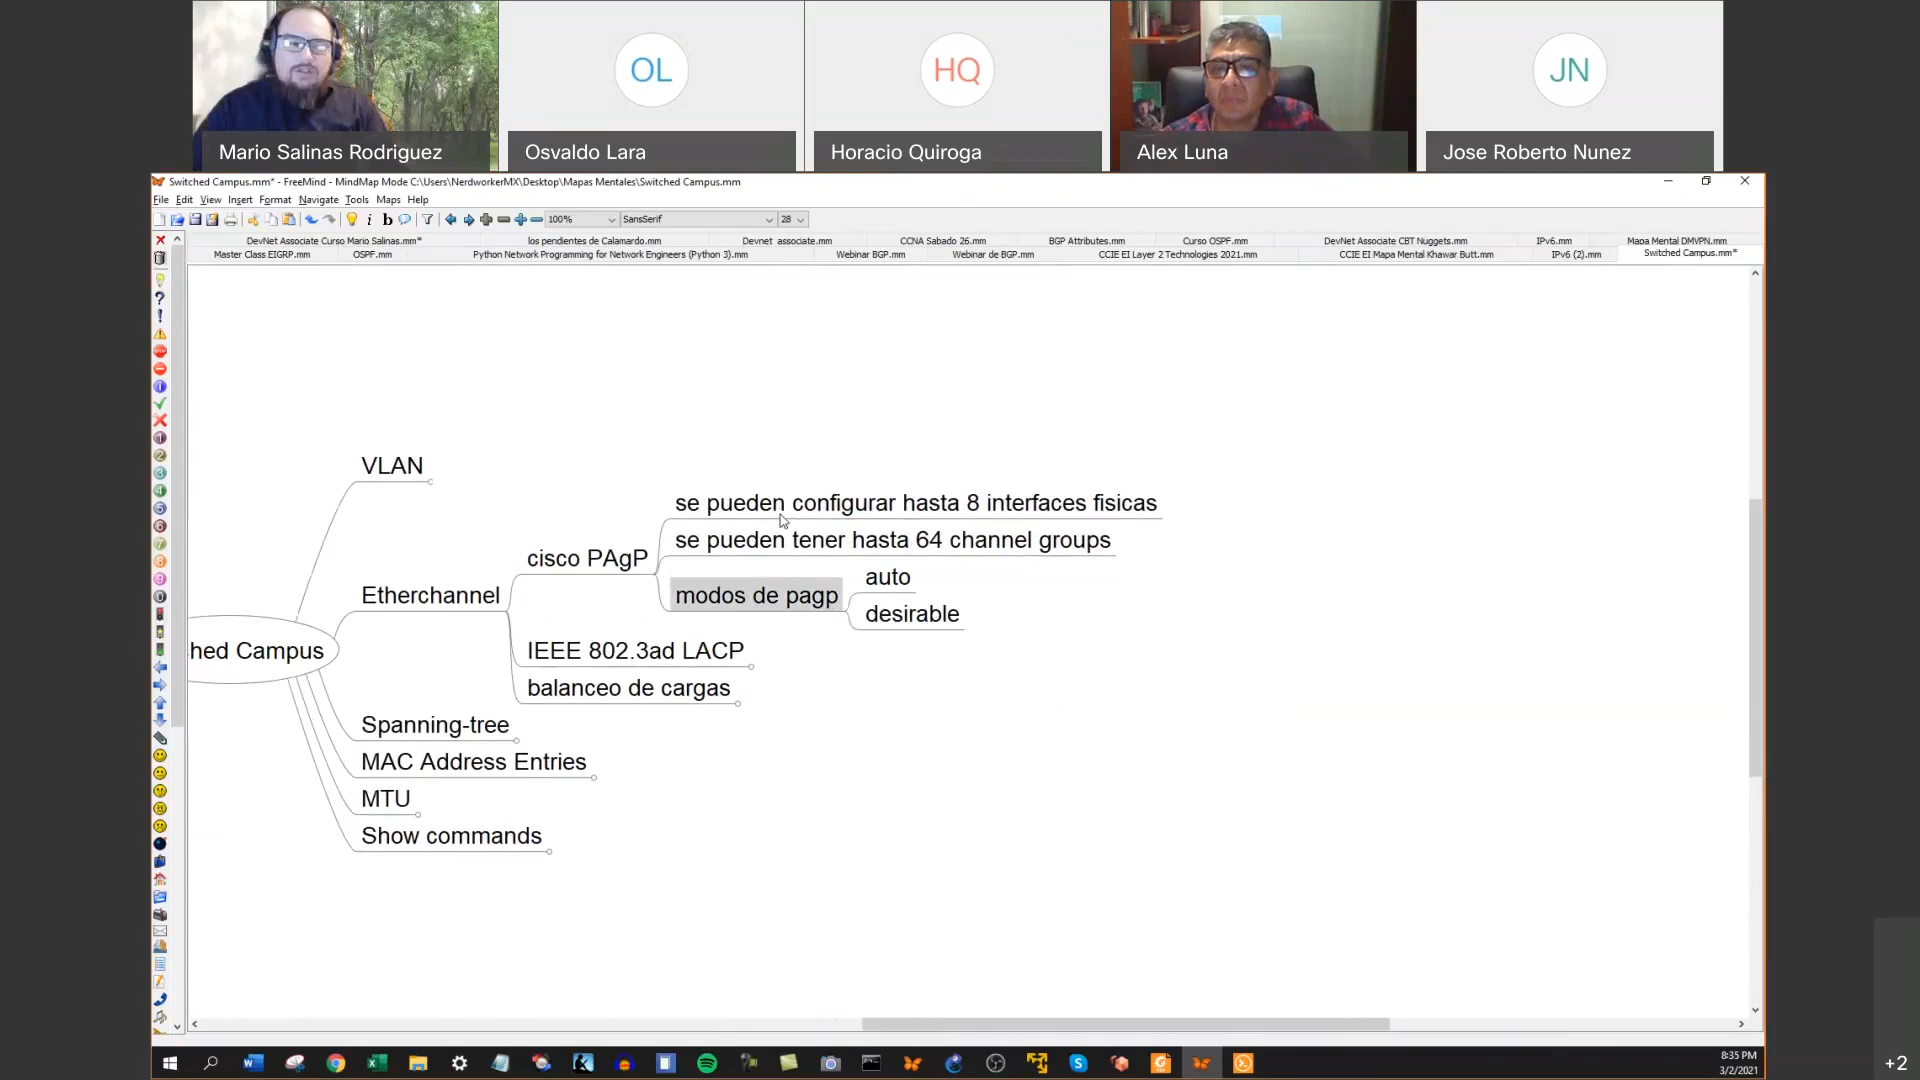 OL
HQ
JN
Mario Salinas Rodriguez
Osvaldo Lara
Horacio Quiroga
Alex Luna
Jose Roberto Nunez
Switched Campus.mm* - FreeMind - MindMap Mode C:\Users\NerdworkerMX\Desktop\Mapas Mentales\Switched Campus.mm
File Edit View Insert Format Navigate Tools Maps Help
100% SansSerif 28
DevNet Associate Curso Mario Salinas.mm* los pendientes de Calamardo.mm Devnet associate.mm CCNA Sabado 26.mm BGP Attributes.mm Curso OSPF.mm DevNet Associate CBT Nuggets.mm IPv6.mm Mapa Mental DMVPN.mm
Master Class EIGRP.mm OSPF.mm Python Network Programming for Network Engineers (Python 3).mm Webinar BGP.mm Webinar de BGP.mm CCIE EI Layer 2 Technologies 2021.mm CCIE EI Mapa Mental Khawar Butt.mm IPv6 (2).mm Switched Campus.mm*
VLAN
se pueden configurar hasta 8 interfaces fisicas
se pueden tener hasta 64 channel groups
cisco PAgP
auto
Etherchannel
modos de pagp
desirable
hed Campus
IEEE 802.3ad LACP
balanceo de cargas
Spanning-tree
MAC Address Entries
MTU
Show commands
8:35 PM
3/2/2021
+2